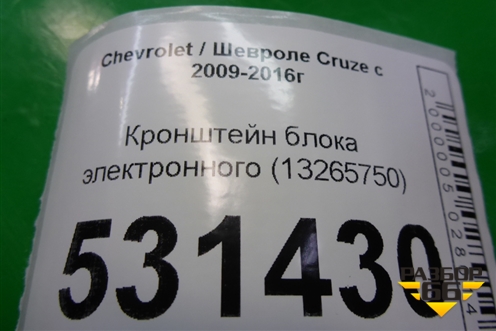 Chevrolet / Шевроле Cruze с
2009-2016г
Кронштейн блока
электронного (13265750)
531430
РАЗБОР
66